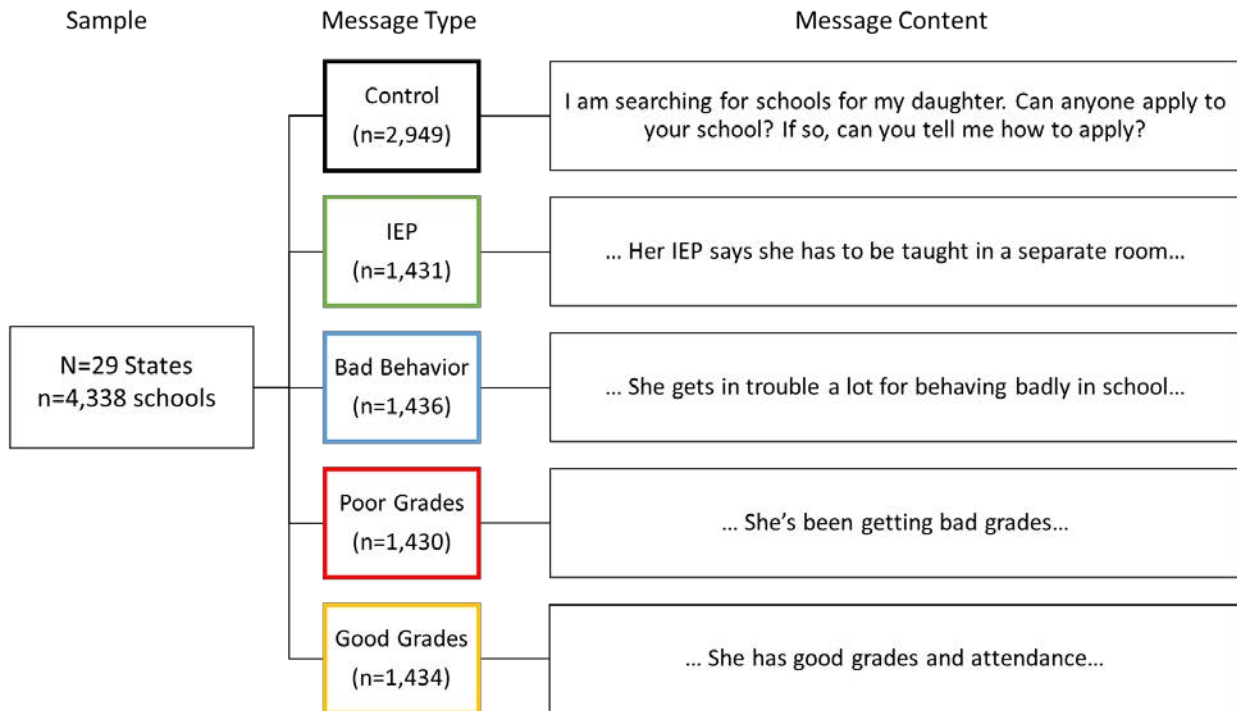 Sample
Message Type
Message Content
Control
(n=2,949)
I am searching for schools for my daughter. Can anyone apply to
your school? If so, can you tell me how to apply?
IEP
(n=1,431)
... Her IEP says she has to be taught in a separate room...
N=29 States
n=4,338 schools
Bad Behavior
(n=1,436)
... She gets in trouble a lot for behaving badly in school...
Poor Grades
(n=1,430)
... She’s been getting bad grades...
Good Grades
(n=1,434)
... She has good grades and attendance...